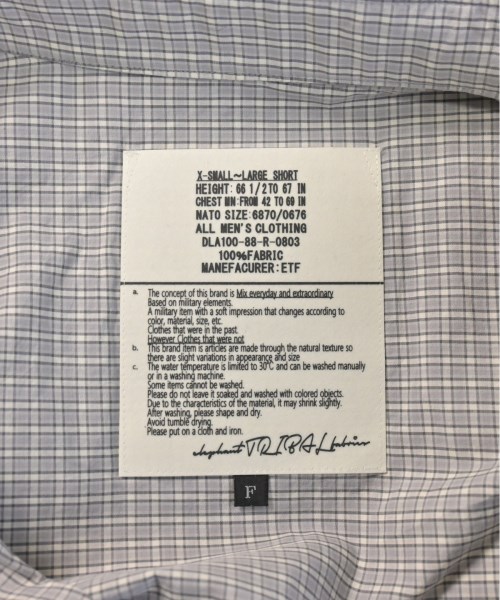 X-SMALL~LARGE SHORT
HEIGHT: 66 1/2 TO 67 IN
CHEST MN: FROM 42 TO 69 IN
NATO SIZE: 6870/0676
ALL MEN'S CLOTHING
DLA100-88-R-0803
100%FABRIC
MANEFACURER: ETF
a. The concept of this brand is Mix everyday and extraordinary
Based on military elements.
A military item with a soft impression that changes according to
color, material, size, etc.
Clothes that were in the past
However Clothes that were not
b. This brand item is articles are made through the natural texture so
there are slight variations in appearance and size
c. The water temperature is limited to 30°C and can be washed manually
or in a washing machine.
Some items cannot be washed.
Please do not leave it soaked and washed with colored objects.
Due to the characteristics of the material, it may shrink slightly.
After washing, please shape and dry.
Avoid tumble drying.
Please put on a cloth and iron.
elephant TRIBAL fabrics
F